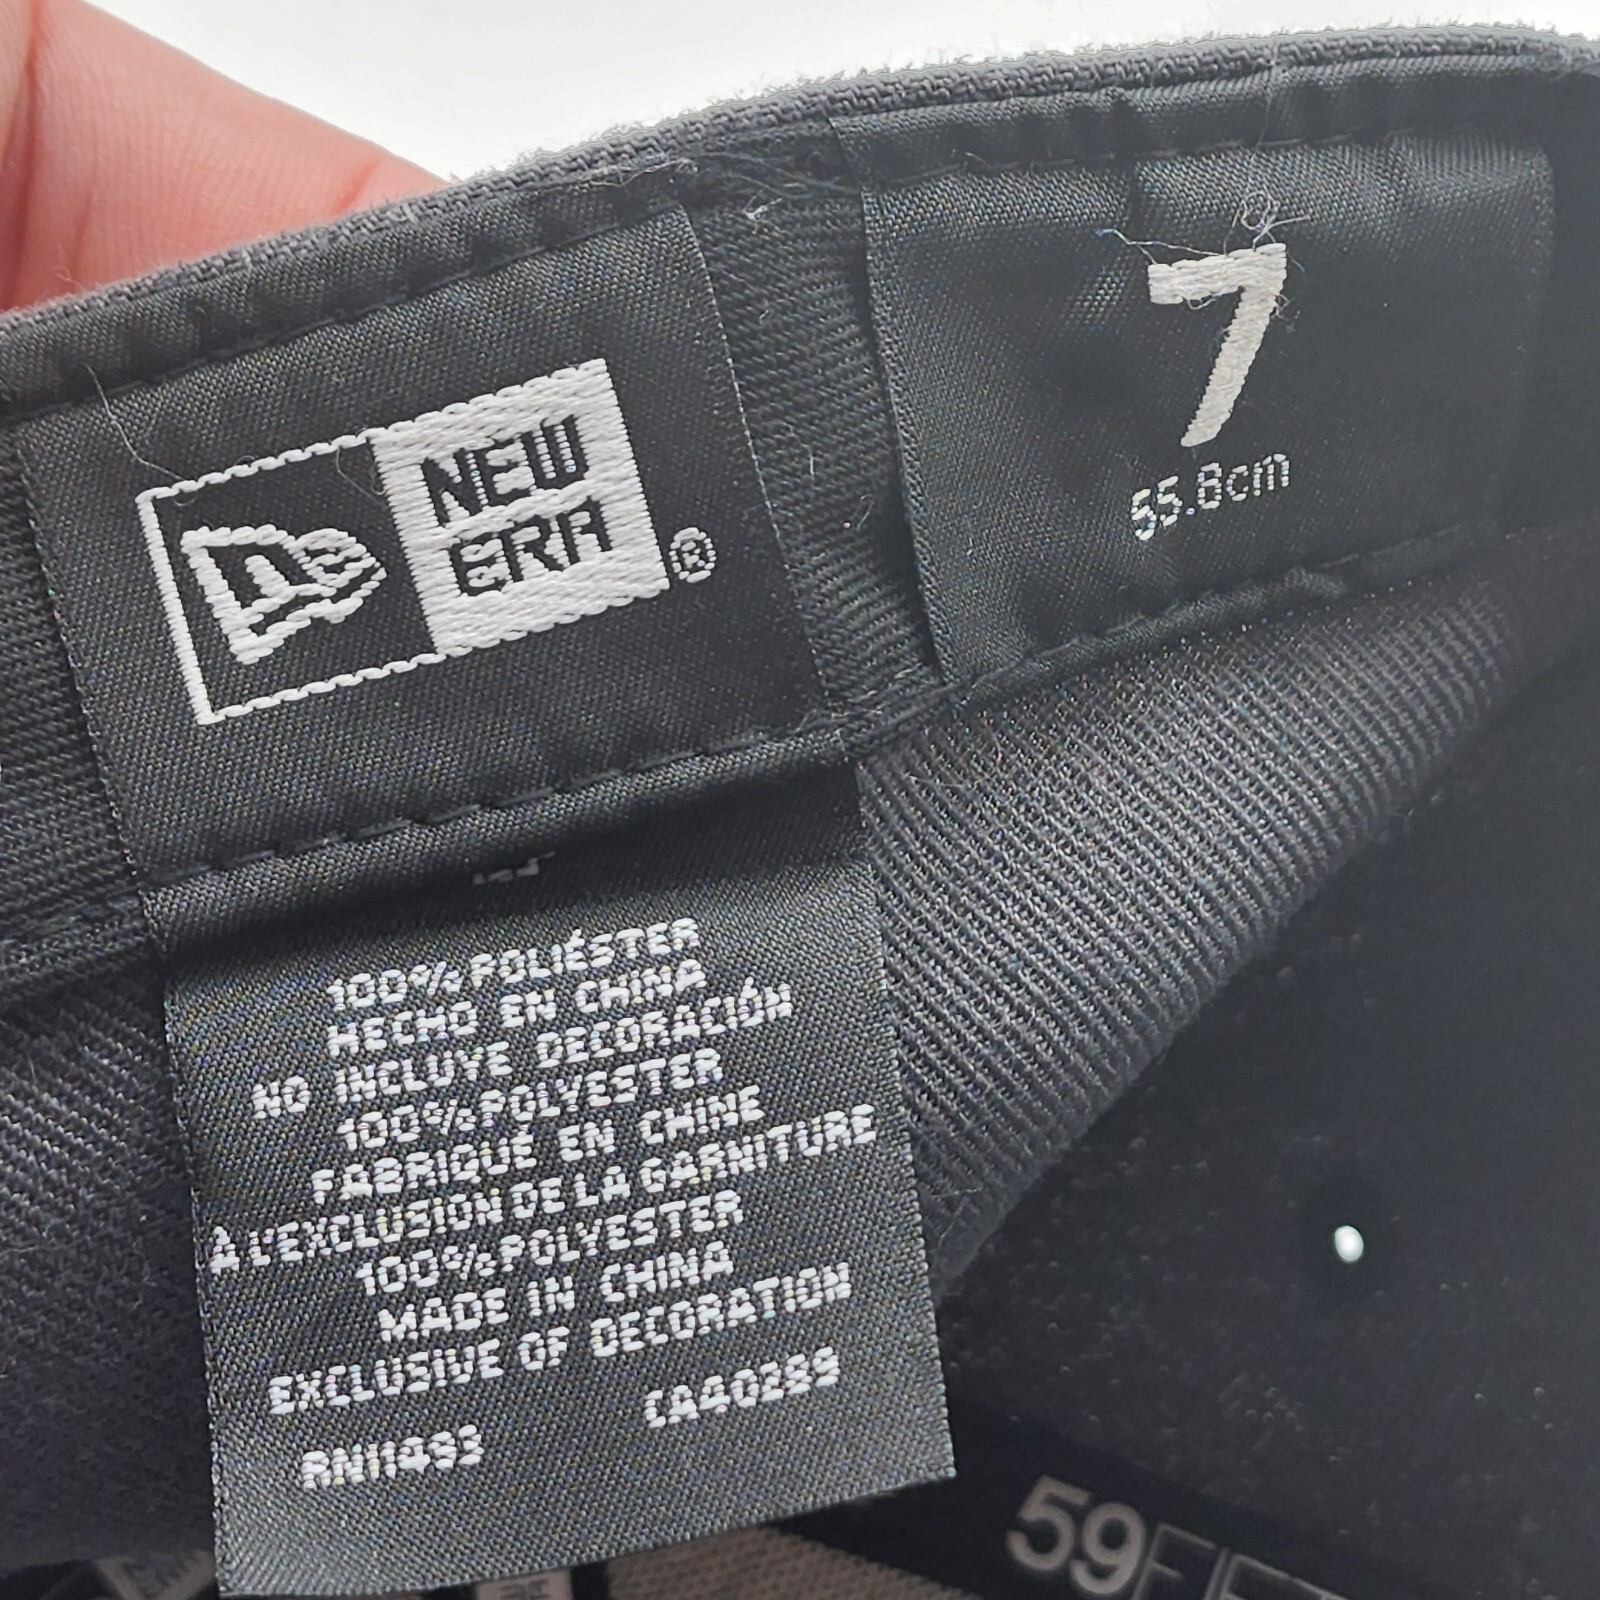 NEW
ERA
®
7
55.8cm
100% POLIÉSTER
HECHO EN CHINA
NO INCLUYE DECORACIÓN
100% POLYESTER
FABRIQUÉ EN CHINE
À L'EXCLUSION DE LA GARNITURE
100% POLYESTER
MADE IN CHINA
EXCLUSIVE OF DECORATION
RN11493 CA40299